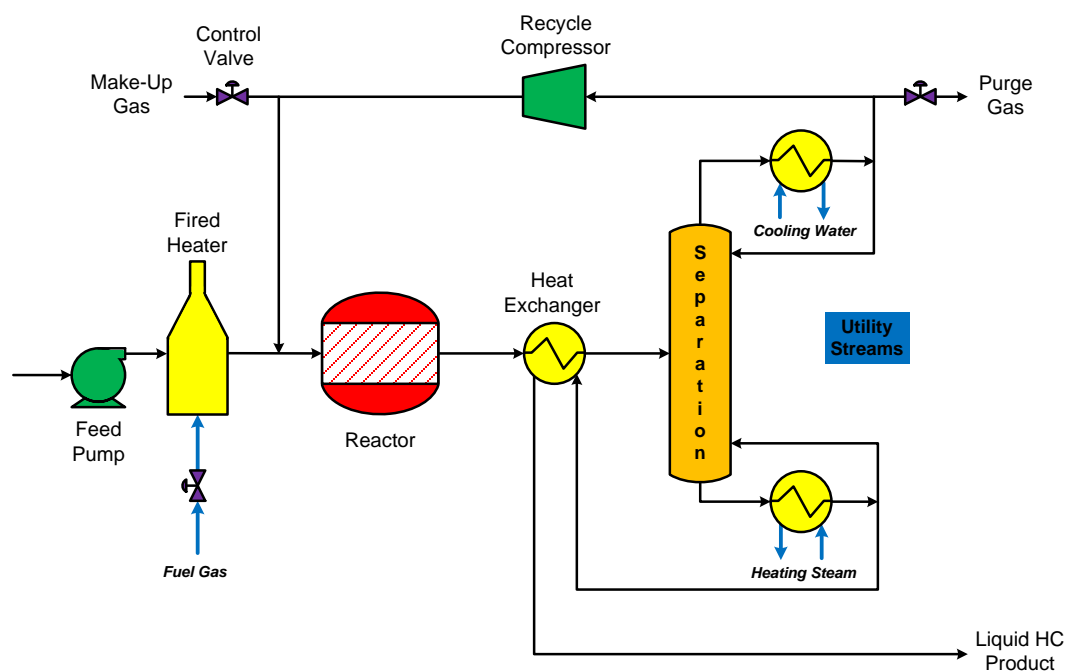 Recycle
Compressor
Control
Valve
Make-Up
Gas
Purge
Gas
Cooling Water
Fired
Heater
Separation
Heat
Exchanger
Utility
Streams
Feed
Pump
Reactor
Fuel Gas
Heating Steam
Liquid HC
Product